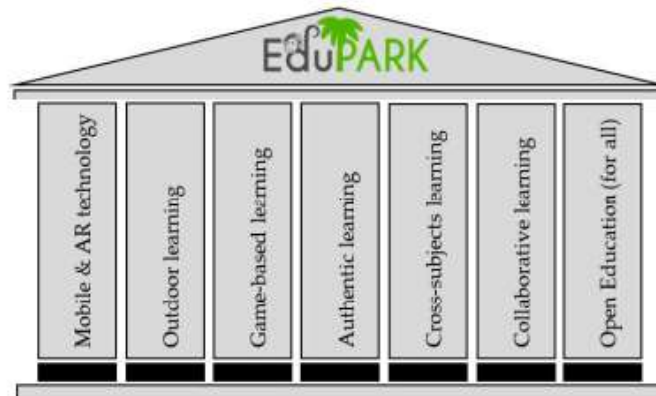 EduPARK
Mobile & AR technology
Outdoor learning
Game-based learning
Authentic learning
Cross-subjects learning
Collaborative learning
Open Education (for all)